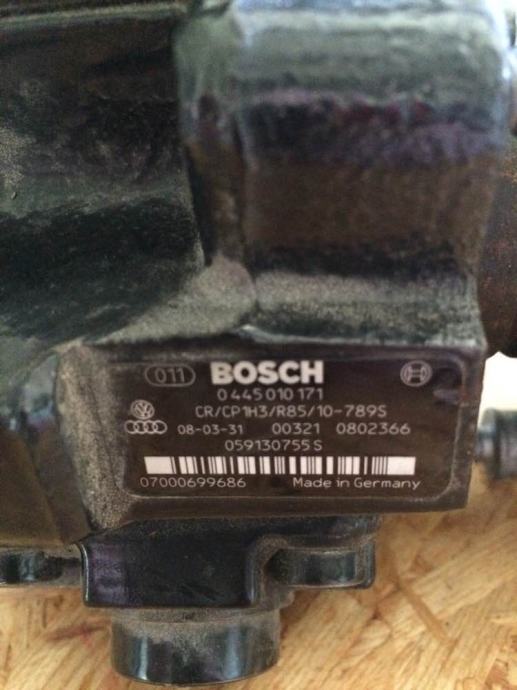 011 BOSCH
0 445 010 171
CR/CP1H3/R85/10-789S
08-03-31 00321 0802366
059130755S
07000699686 Made in Germany